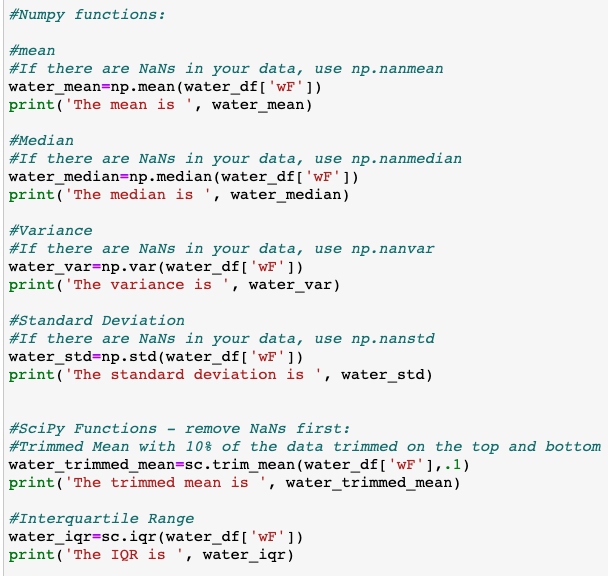 #Numpy functions:
#mean
#If there are NaNs in your data, use np.nanmean
water_mean=np.mean(water_df['wF'])
print('The mean is ', water_mean)
#Median
#If there are NaNs in your data, use np.nanmedian
water_median=np.median(water_df['wF'])
print('The median is ', water_median)
#Variance
#If there are NaNs in your data, use np.nanvar
water_var=np.var(water_df['wF'])
print('The variance is ', water_var)
#Standard Deviation
#If there are NaNs in your data, use np.nanstd
water_std=np.std(water_df['wF'])
print('The standard deviation is ', water_std)
#SciPy Functions - remove NaNs first:
#Trimmed Mean with 10% of the data trimmed on the top and bottom
water_trimmed_mean=sc.trim_mean(water_df['wF'],.1)
print('The trimmed mean is ', water_trimmed_mean)
#Interquartile Range
water_iqr=sc.iqr(water_df['wF'])
print('The IQR is ', water_iqr)